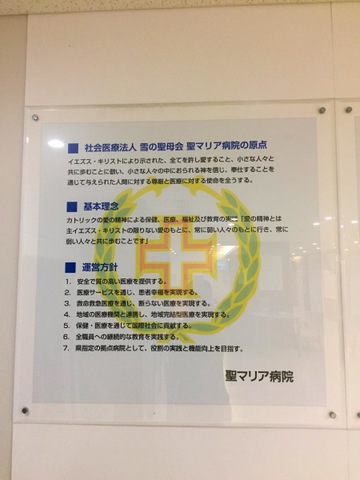 ■ 社会医療法人 雪の聖母会 聖マリア病院の原点
イエズス・キリストにより示された、全てを許し愛すること、小さな人々と
共に歩むことに倣い、小さな人々の中におられる神を信じ、奉仕することを
通じて与えられた人間に対する尊厳と医療に対する使命を全うする。
■ 基本理念
カトリックの愛の精神による保健、医療、福祉及び教育の実践「愛の精神とは
主イエズス・キリストの限りない愛のもとに、常に弱い人々のもとに行き、常に
弱い人々と共に歩むことです」
■ 運営方針
1. 安全で質の高い医療を提供する。
2. 医療サービスを通じ、患者幸福を実現する。
3. 救命救急医療を通じ、断らない医療を実現する。
4. 地域の医療機関と連携し、地域完結型医療を実現する。
5. 保健・医療を通じて国際社会に貢献する。
6. 全職員への継続的な教育を実践する。
7. 県指定の拠点病院として、役割の実践と機能向上を目指す。
聖マリア病院